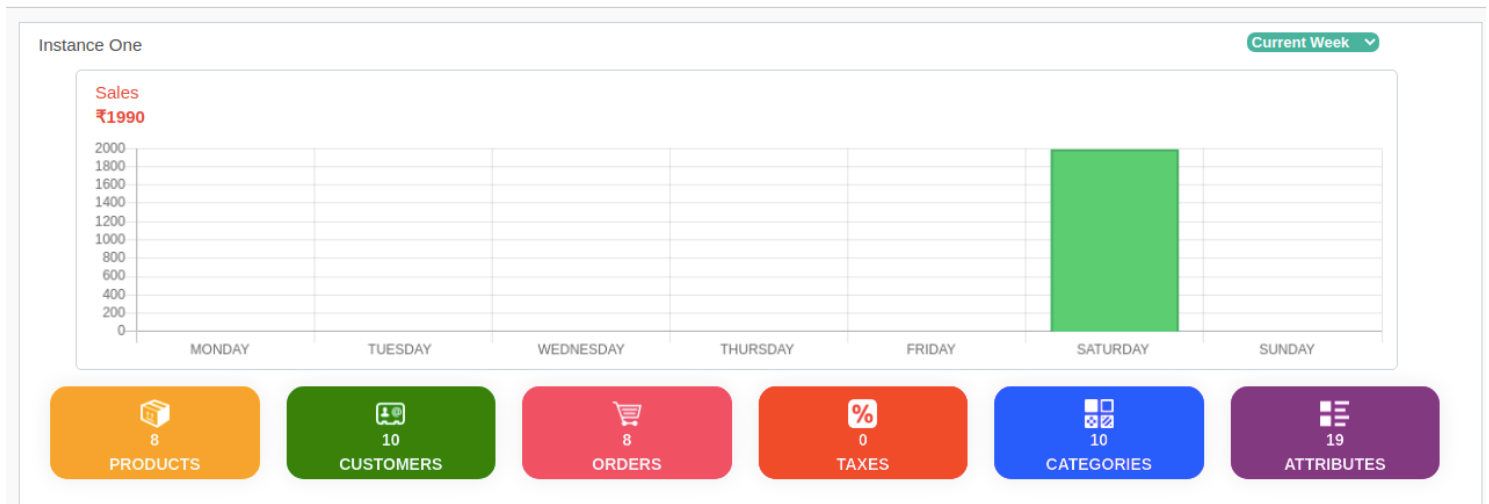 Instance One
Current Week
Sales
₹1990
2000
1800
1600
1400
1200
1000
800
600
400
200
0
MONDAY TUESDAY WEDNESDAY THURSDAY FRIDAY SATURDAY SUNDAY
8 10 8 0 10 19
PRODUCTS CUSTOMERS ORDERS TAXES CATEGORIES ATTRIBUTES